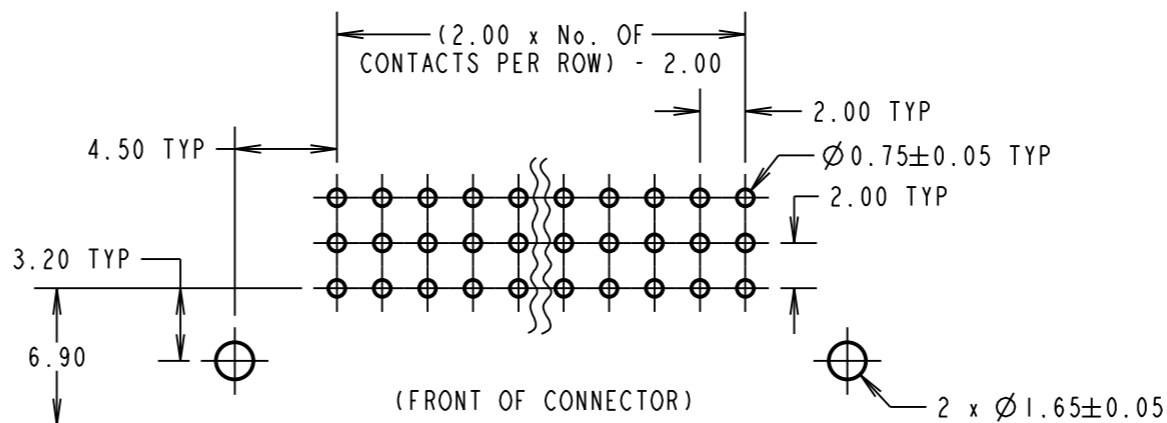 (2.00 x No. OF
CONTACTS PER ROW) - 2.00
2.00 TYP
4.50 TYP
Ø0.75±0.05 TYP
2.00 TYP
3.20 TYP
6.90
(FRONT OF CONNECTOR)
2 x Ø1.65±0.05